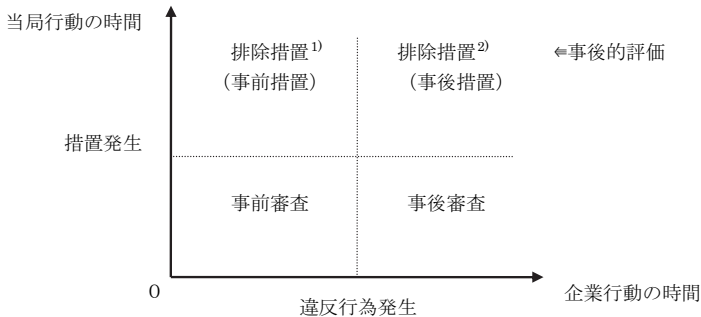 当局行動の時間
排除措置1) 排除措置2) ⇐事後的評価
（事前措置） （事後措置）
措置発生
事前審査 事後審査
0
違反行為発生
企業行動の時間